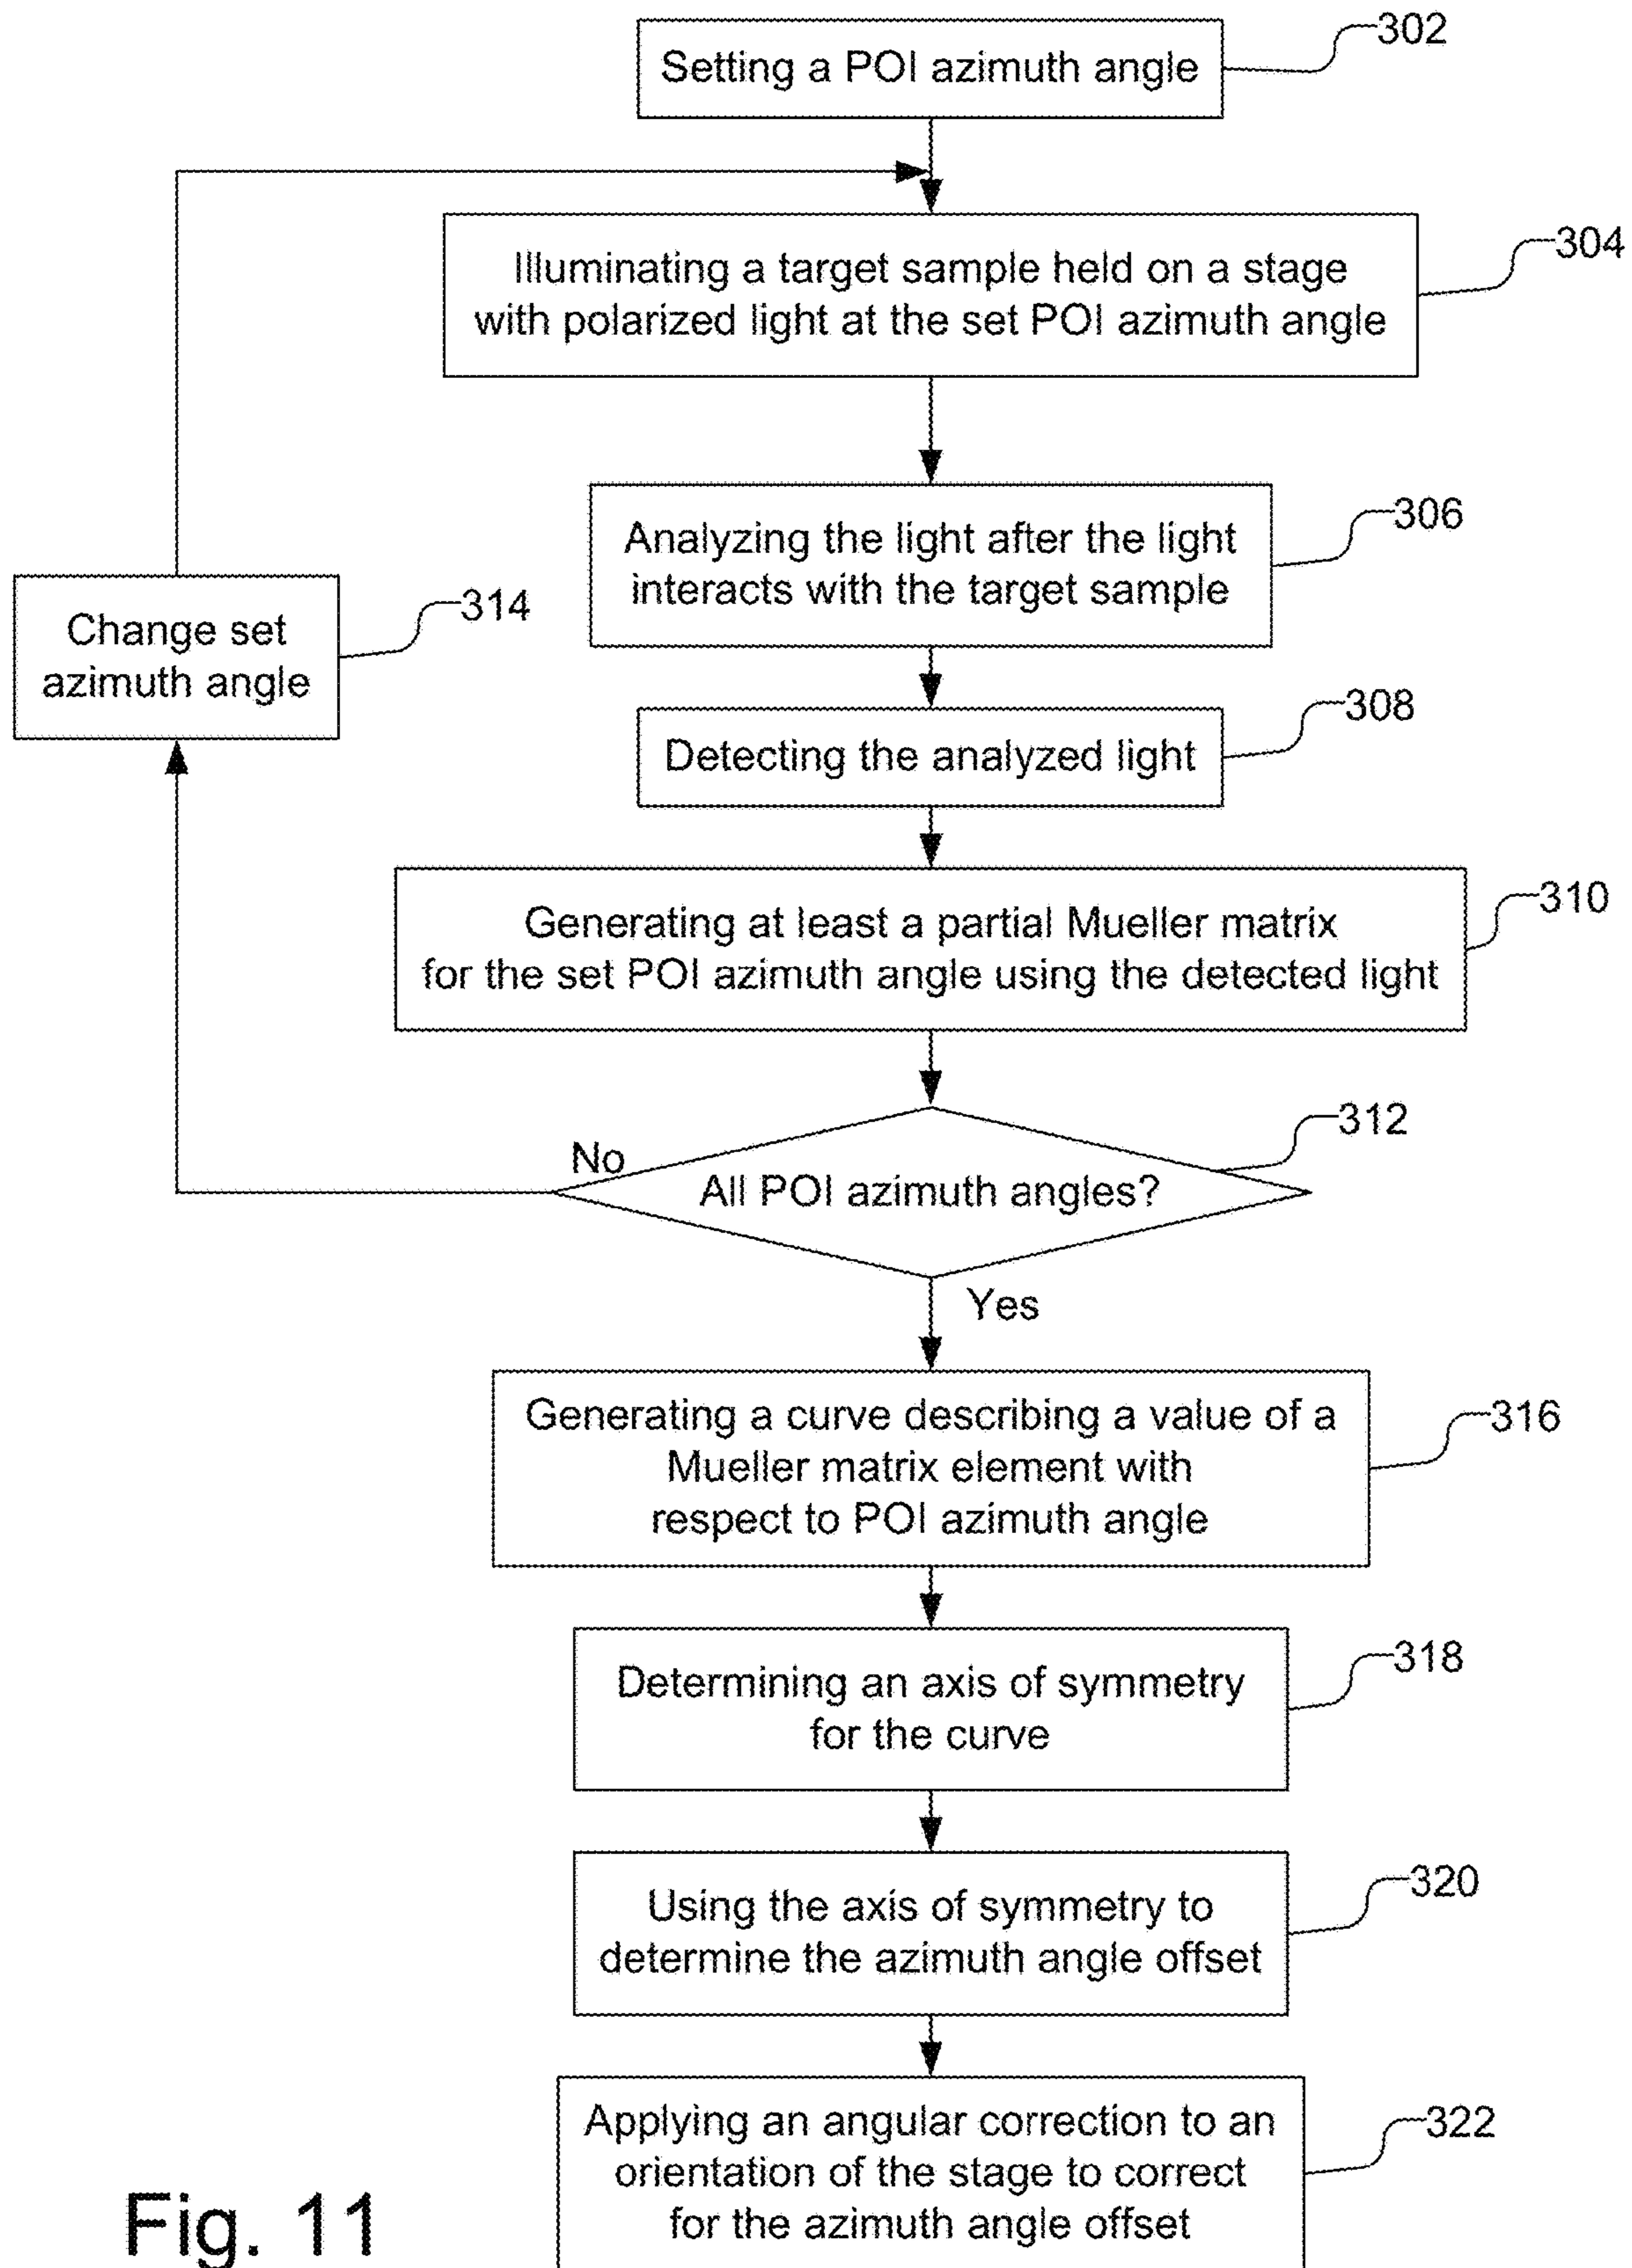 302
Setting a POI azimuth angle
304
Illuminating a target sample held on a stage
with polarized light at the set POI azimuth angle
306
Analyzing the light after the light
interacts with the target sample
314
Change set
azimuth angle
308
Detecting the analyzed light
310
Generating at least a partial Mueller matrix
for the set POI azimuth angle using the detected light
312
No
All POI azimuth angles?
Yes
316
Generating a curve describing a value of a
Mueller matrix element with
respect to POI azimuth angle
318
Determining an axis of symmetry
for the curve
320
Using the axis of symmetry to
determine the azimuth angle offset
322
Applying an angular correction to an
orientation of the stage to correct
for the azimuth angle offset
Fig. 11